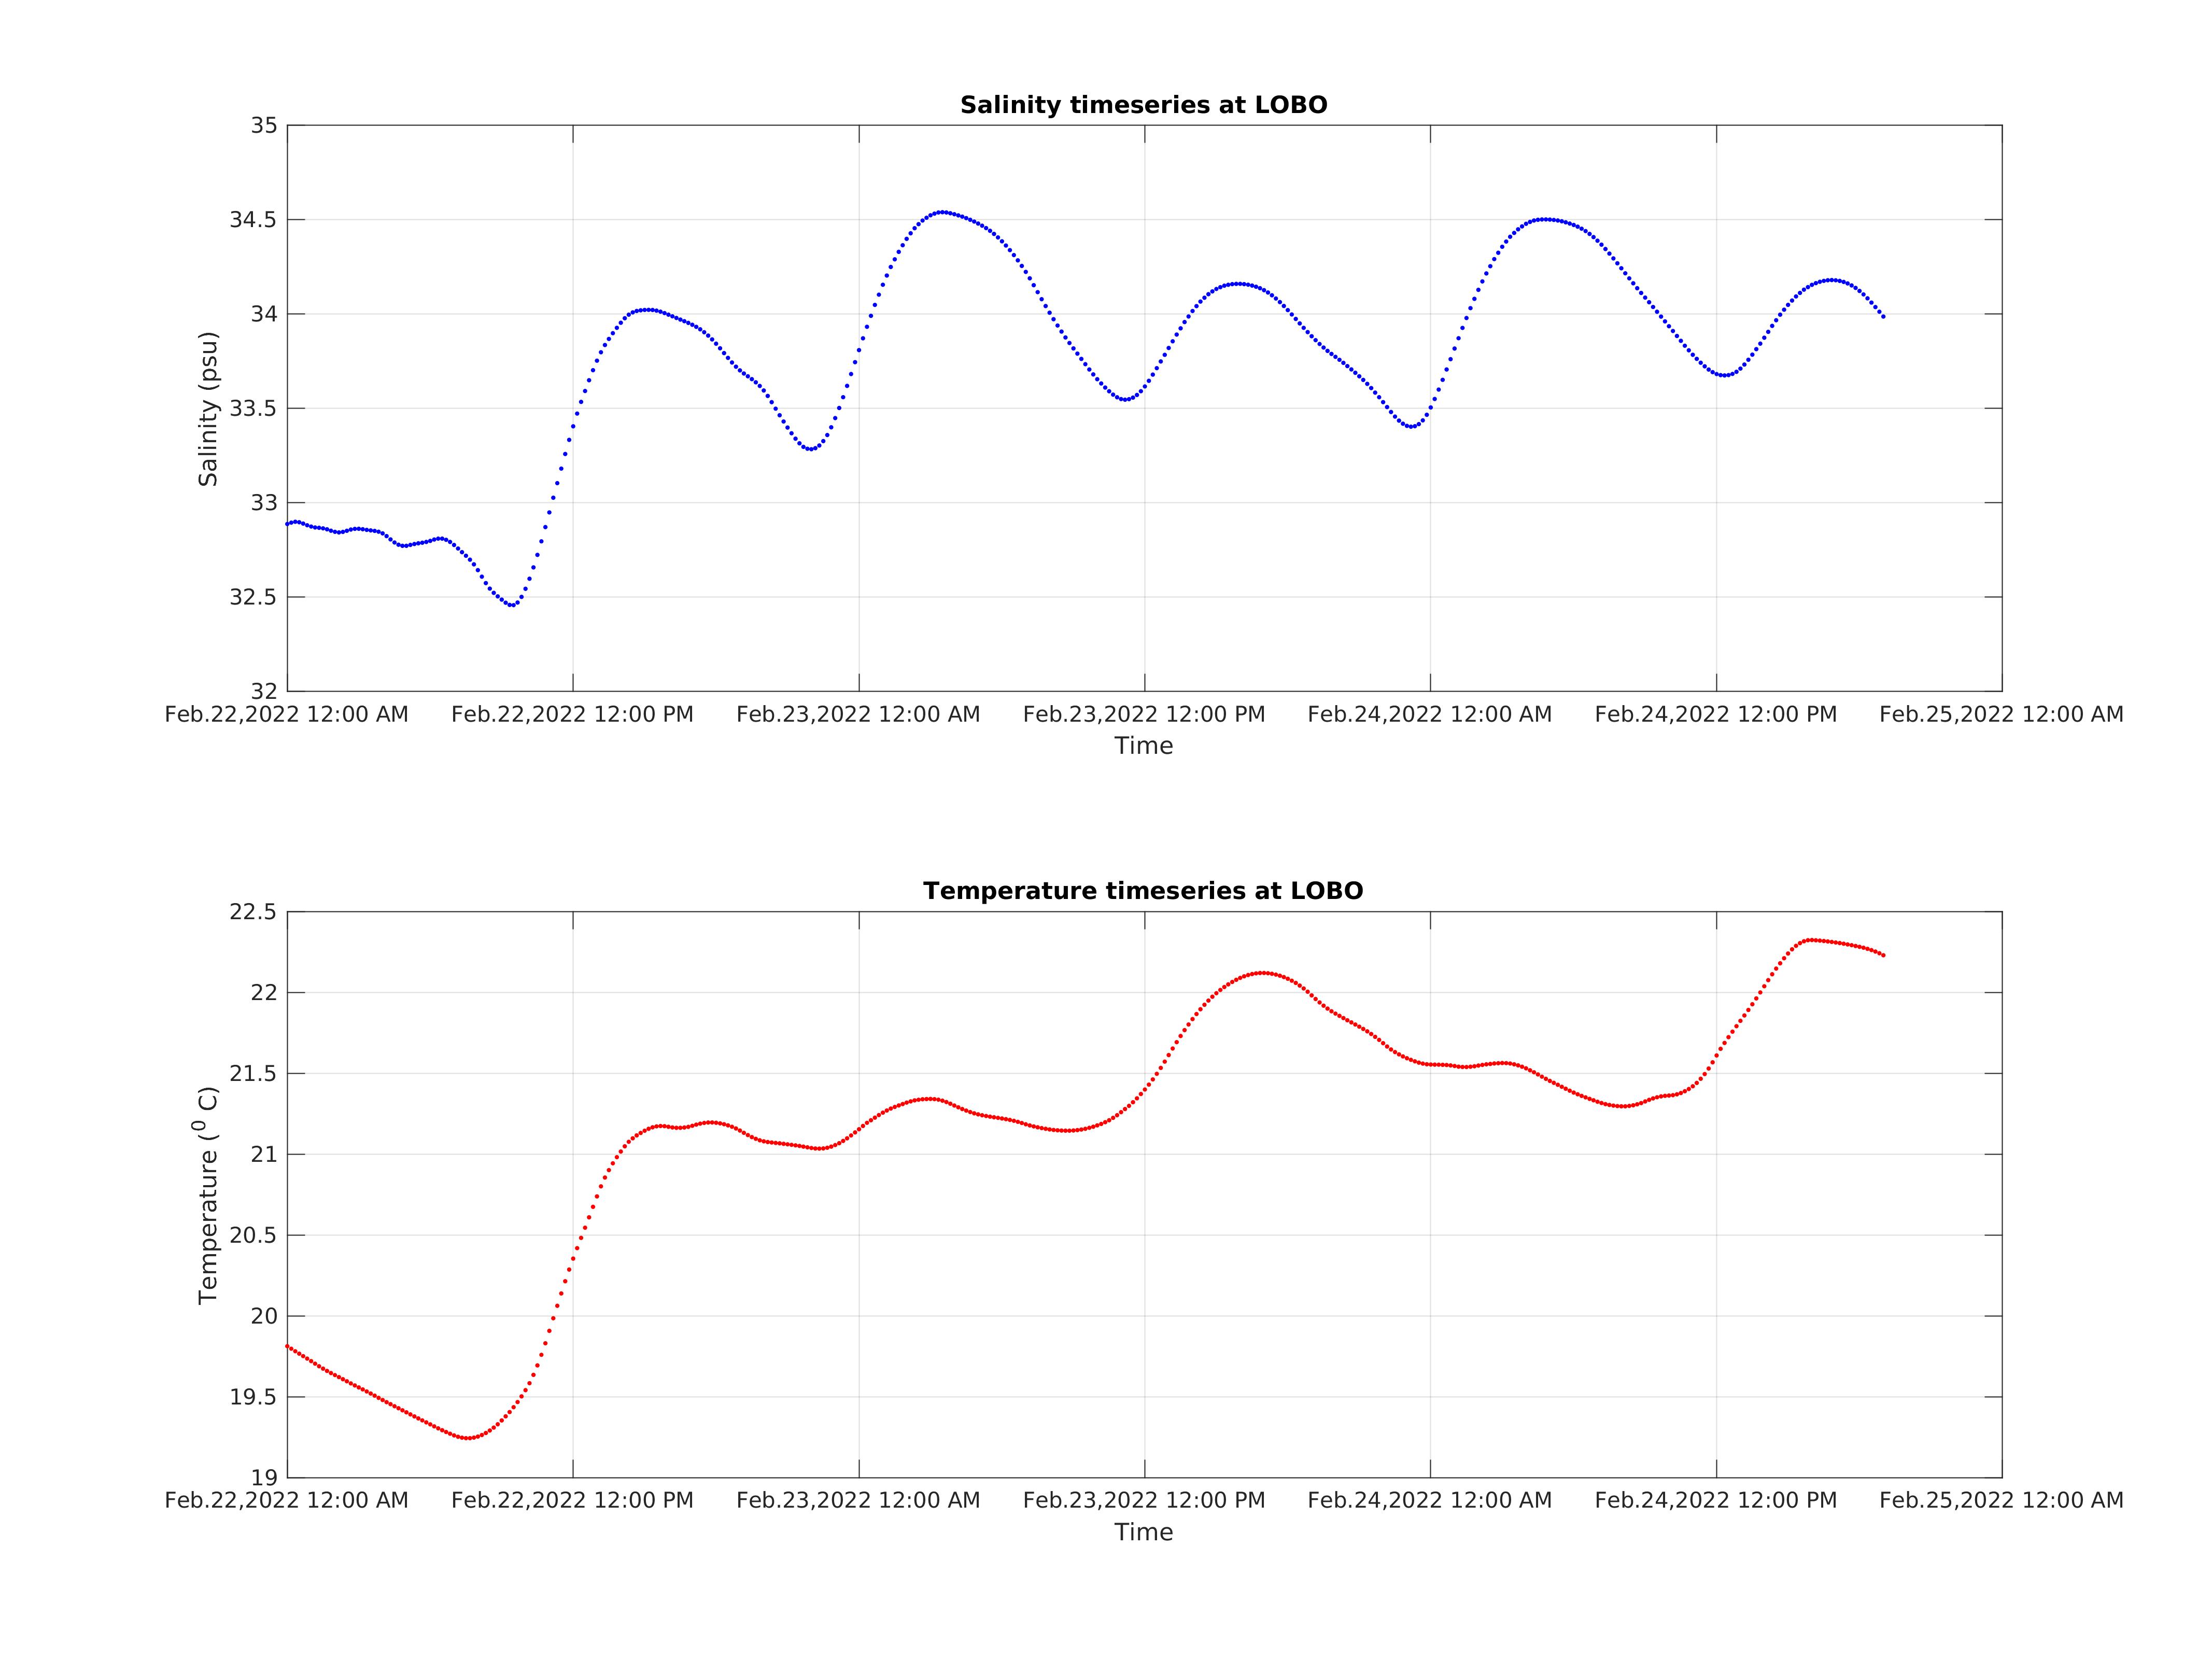 Salinity timeseries at LOBO
35
34.5
34
33.5
33
32.5
32
Salinity (psu)
Feb.22,2022 12:00 AM Feb.22,2022 12:00 PM Feb.23,2022 12:00 AM Feb.23,2022 12:00 PM Feb.24,2022 12:00 AM Feb.24,2022 12:00 PM Feb.25,2022 12:00 AM
Time
Temperature timeseries at LOBO
22.5
22
21.5
21
20.5
20
19.5
19
Temperature (⁰ C)
Feb.22,2022 12:00 AM Feb.22,2022 12:00 PM Feb.23,2022 12:00 AM Feb.23,2022 12:00 PM Feb.24,2022 12:00 AM Feb.24,2022 12:00 PM Feb.25,2022 12:00 AM
Time